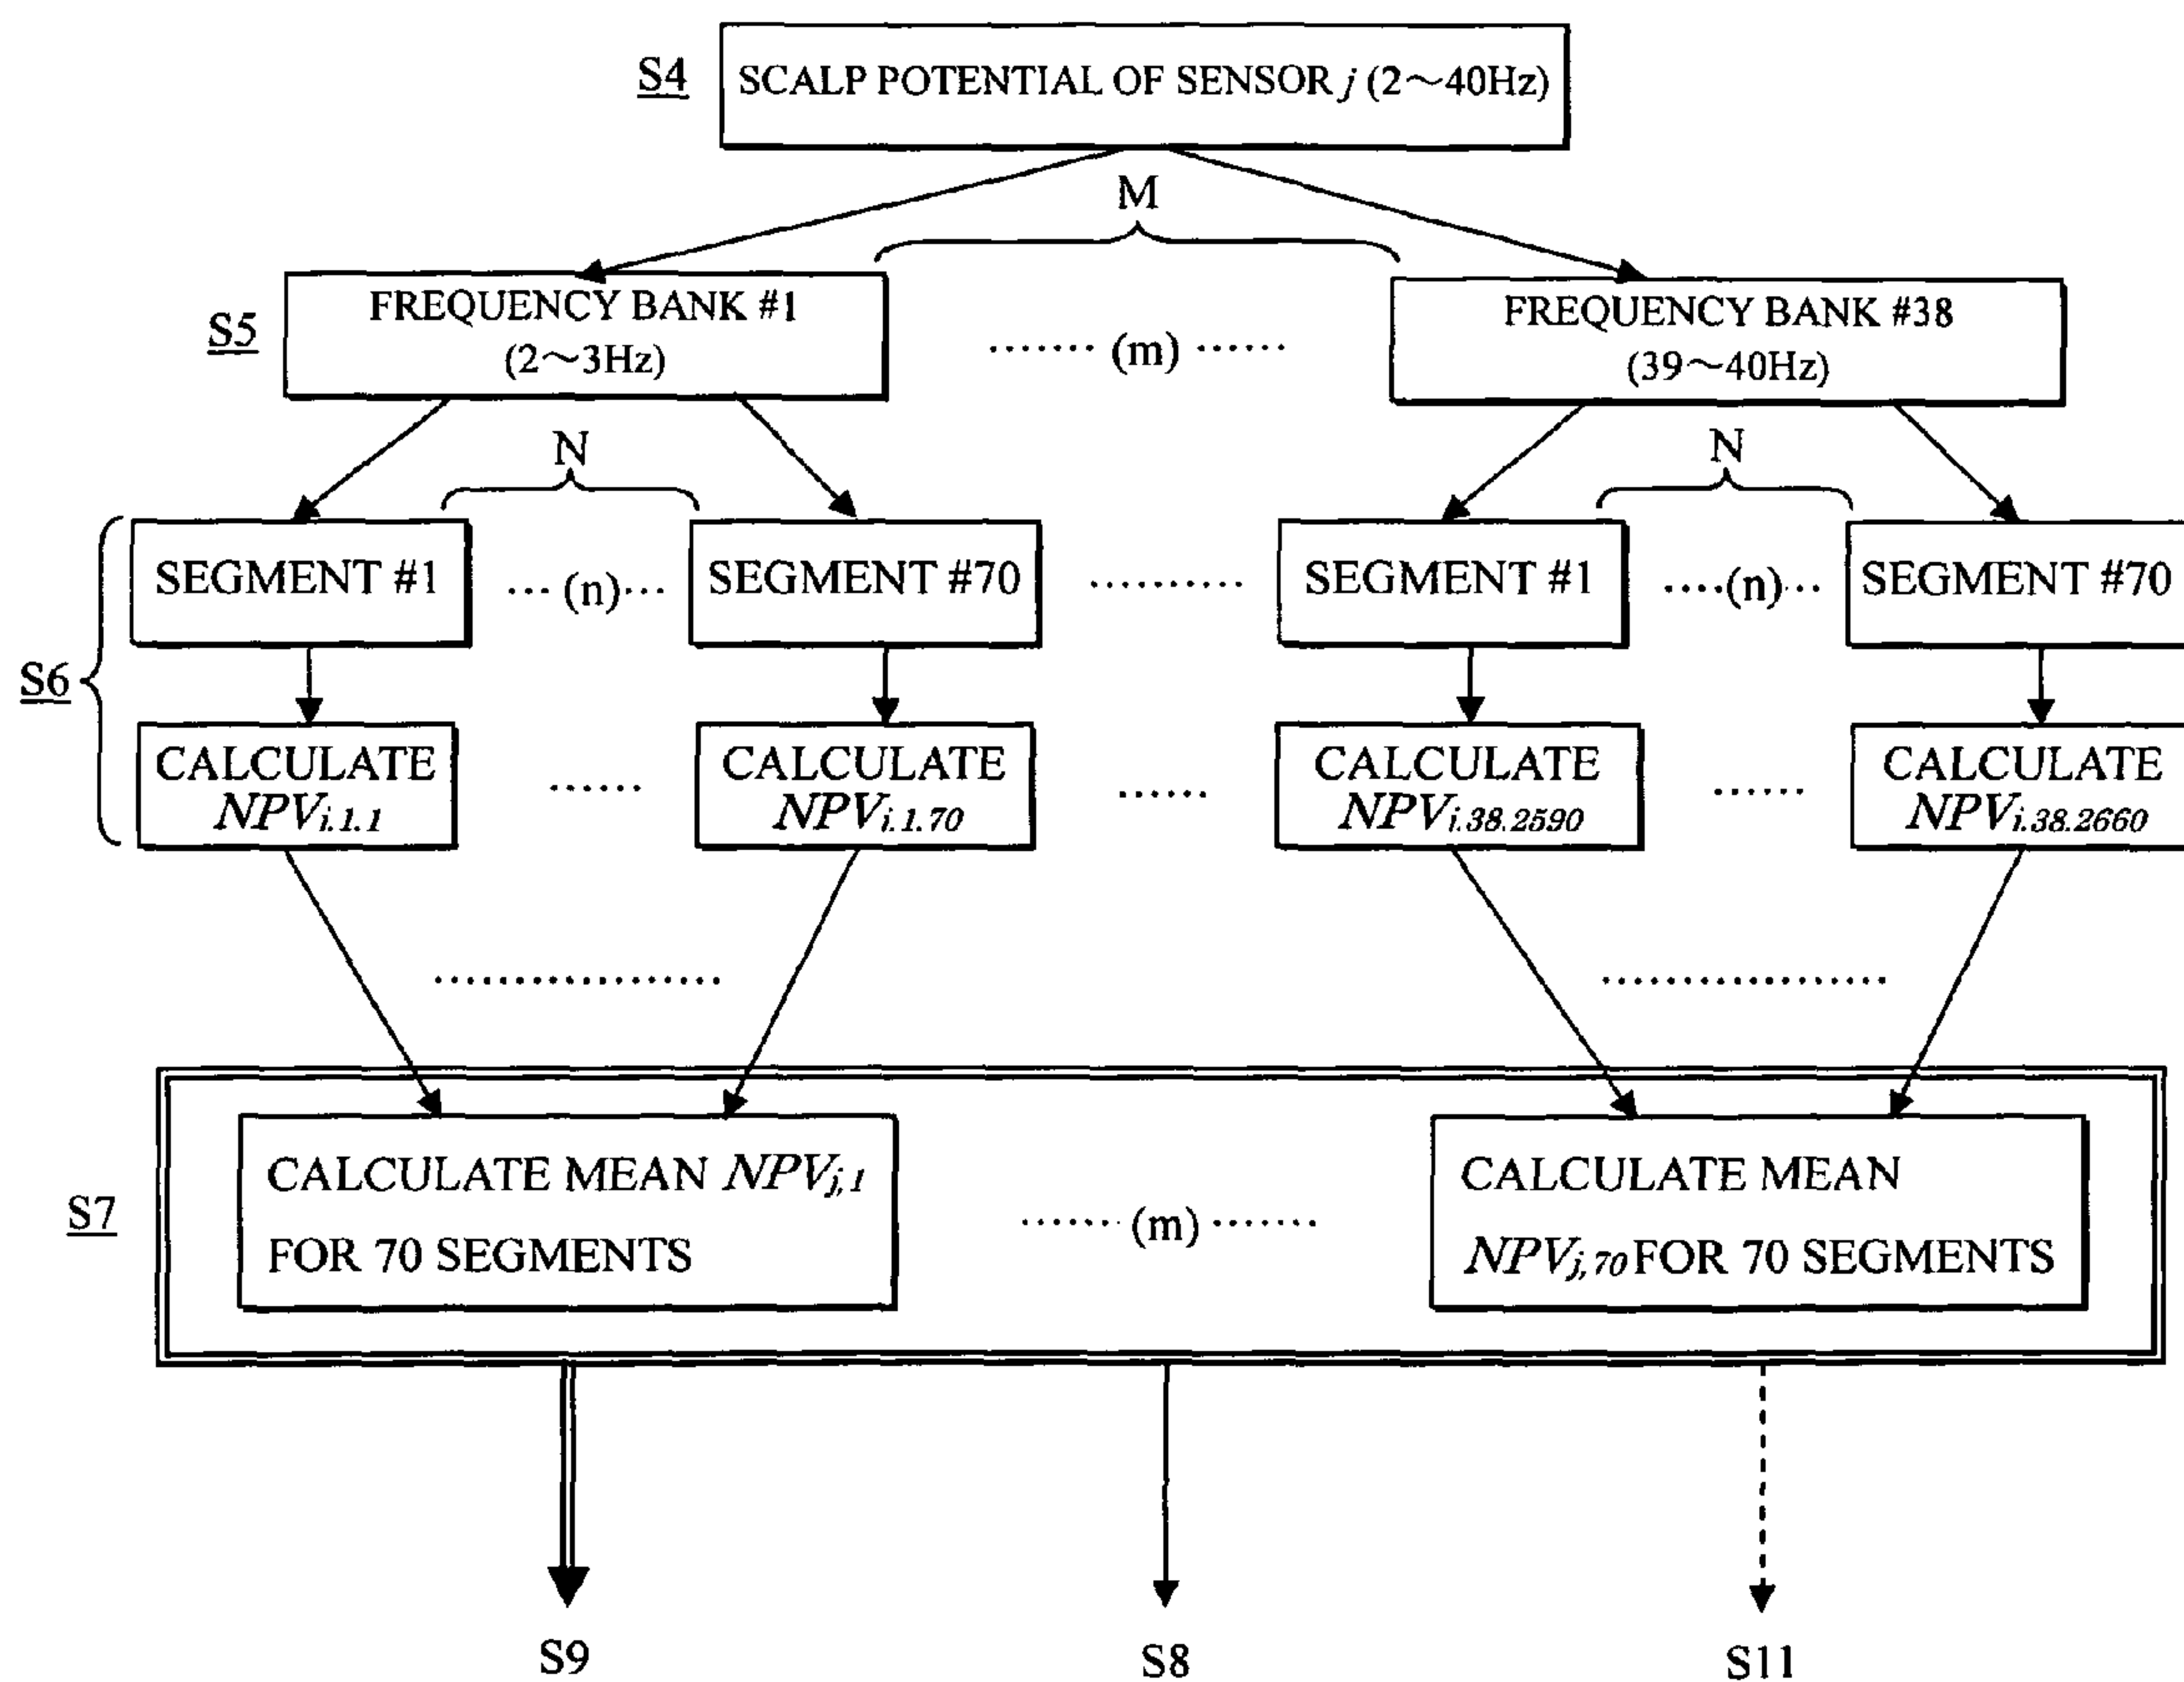 S4
SCALP POTENTIAL OF SENSOR j (2～40Hz)
M
S5
FREQUENCY BANK #1
(2～3Hz)
······· (m) ······
FREQUENCY BANK #38
(39～40Hz)
N
N
S6
SEGMENT #1
··· (n)···
SEGMENT #70
··········
SEGMENT #1
····(n)···
SEGMENT #70
CALCULATE
NPVi.1.1
······
CALCULATE
NPVi.1.70
······
CALCULATE
NPVi.38.2590
······
CALCULATE
NPVi.38.2660
S7
CALCULATE MEAN NPVj,1
FOR 70 SEGMENTS
······· (m) ·······
CALCULATE MEAN
NPVj,70 FOR 70 SEGMENTS
S9
S8
S11